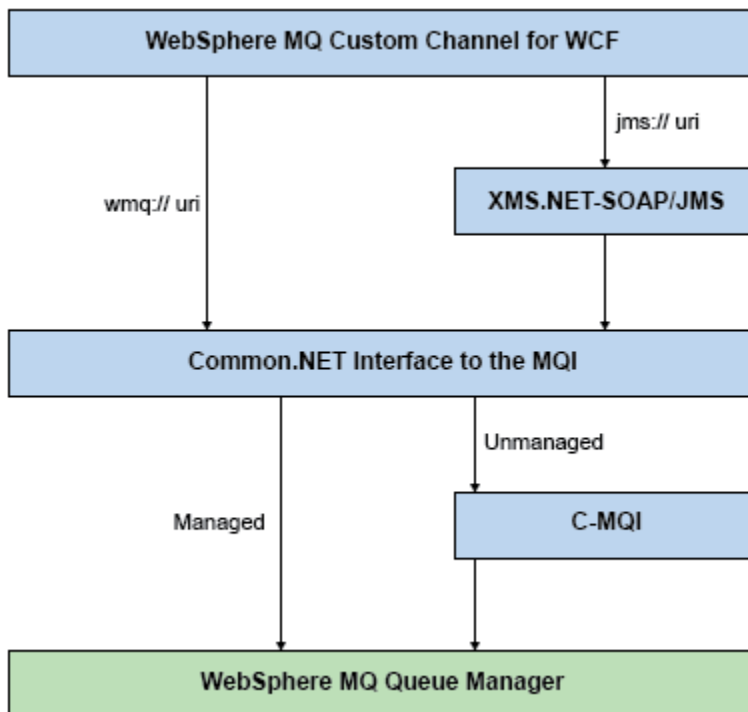 WebSphere MQ Custom Channel for WCF
jms:// uri
wmq:// uri
XMS.NET-SOAP/JMS
Common.NET Interface to the MQI
Unmanaged
Managed
C-MQI
WebSphere MQ Queue Manager